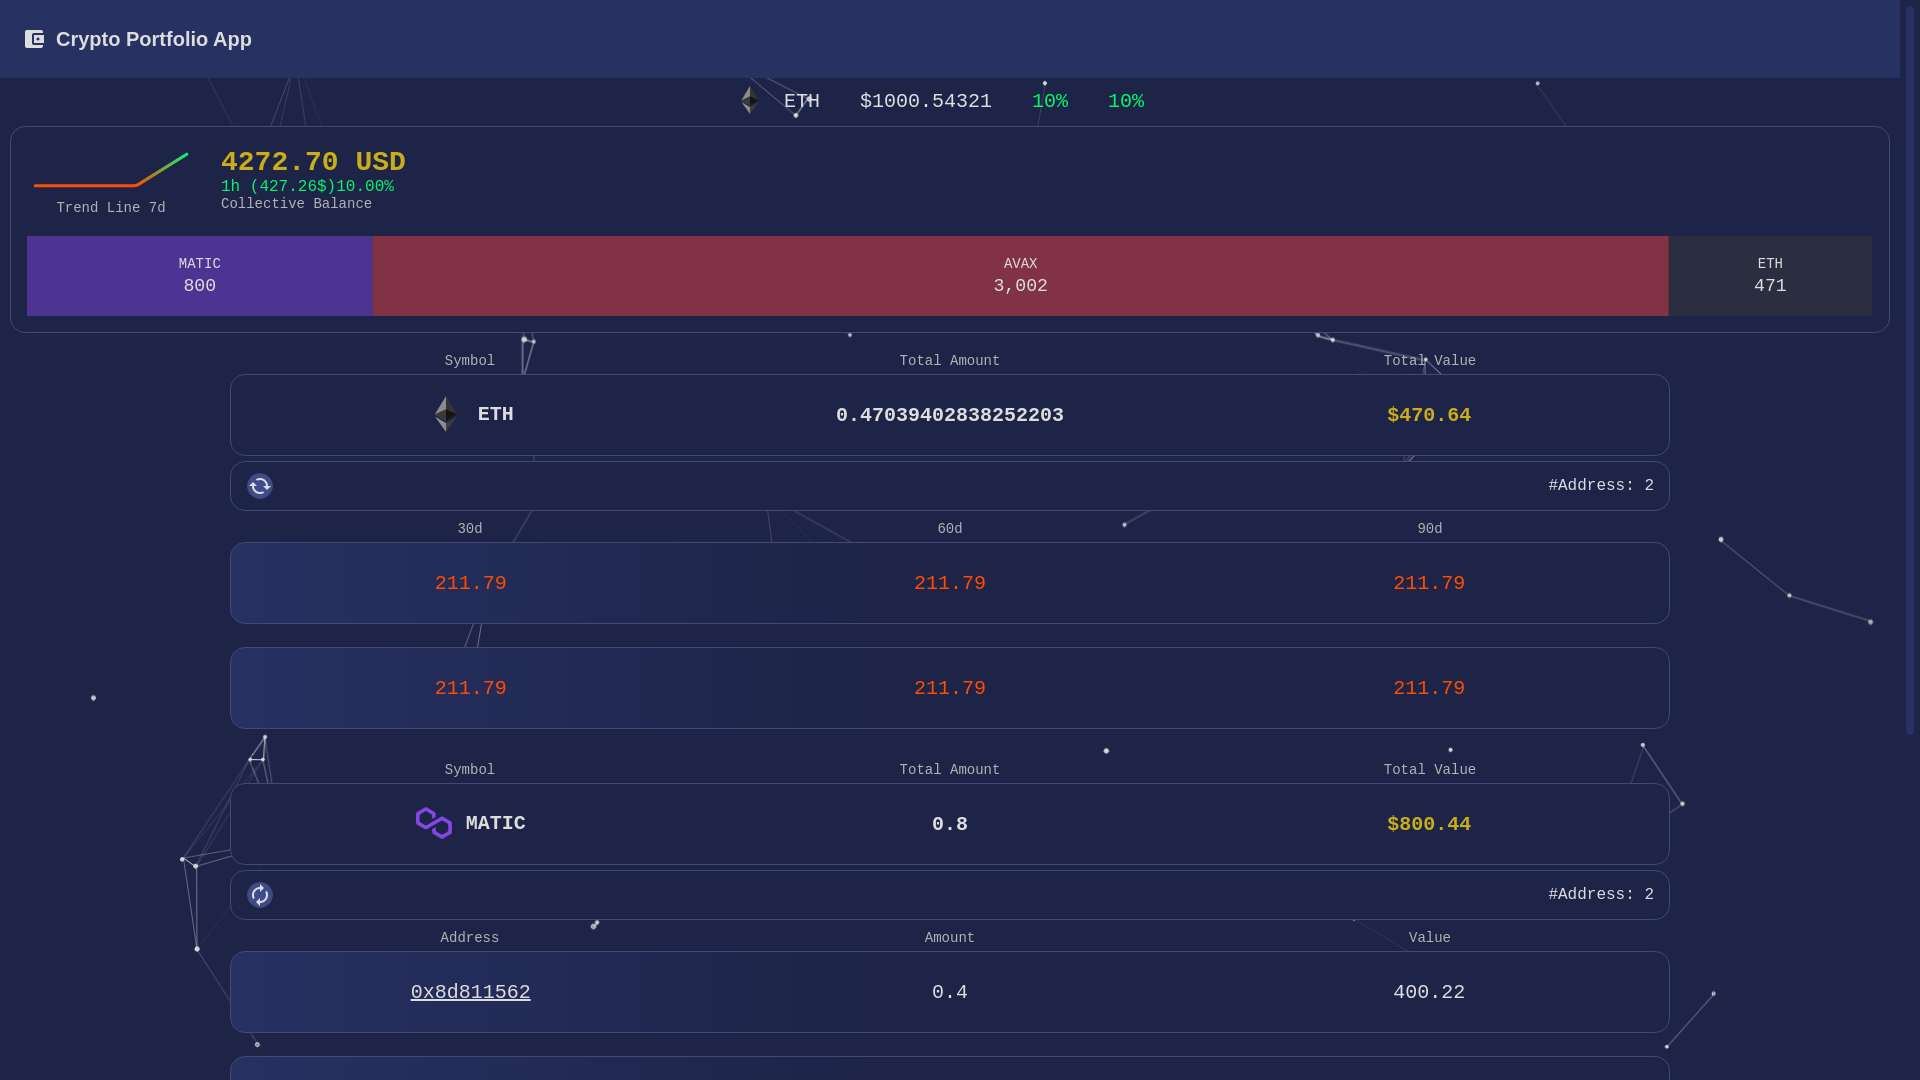 Crypto Portfolio App
ETH $1000.54321 10% 10%
4272.70 USD
1h (427.26$)10.00%
Collective Balance
Trend Line 7d
MATIC AVAX ETH
800 3,002 471
Symbol Total Amount Total Value
ETH 0.47039402838252203 $470.64
#Address: 2
30d 60d 90d
211.79 211.79 211.79
211.79 211.79 211.79
Symbol Total Amount Total Value
MATIC 0.8 $800.44
#Address: 2
Address Amount Value
0x8d811562 0.4 400.22